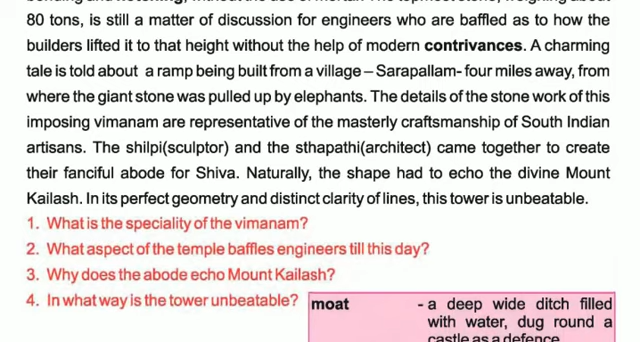 80 tons, is still a matter of discussion for engineers who are baffled as to how the
builders lifted it to that height without the help of modern contrivances. A charming
tale is told about a ramp being built from a village – Sarapallam- four miles away, from
where the giant stone was pulled up by elephants. The details of the stone work of this
imposing vimanam are representative of the masterly craftsmanship of South Indian
artisans. The shilpi(sculptor) and the sthapathi(architect) came together to create
their fanciful abode for Shiva. Naturally, the shape had to echo the divine Mount
Kailash. In its perfect geometry and distinct clarity of lines, this tower is unbeatable.
1. What is the speciality of the vimanam?
2. What aspect of the temple baffles engineers till this day?
3. Why does the abode echo Mount Kailash?
4. In what way is the tower unbeatable?
moat - a deep wide ditch filled
with water, dug round a
castle as a defence